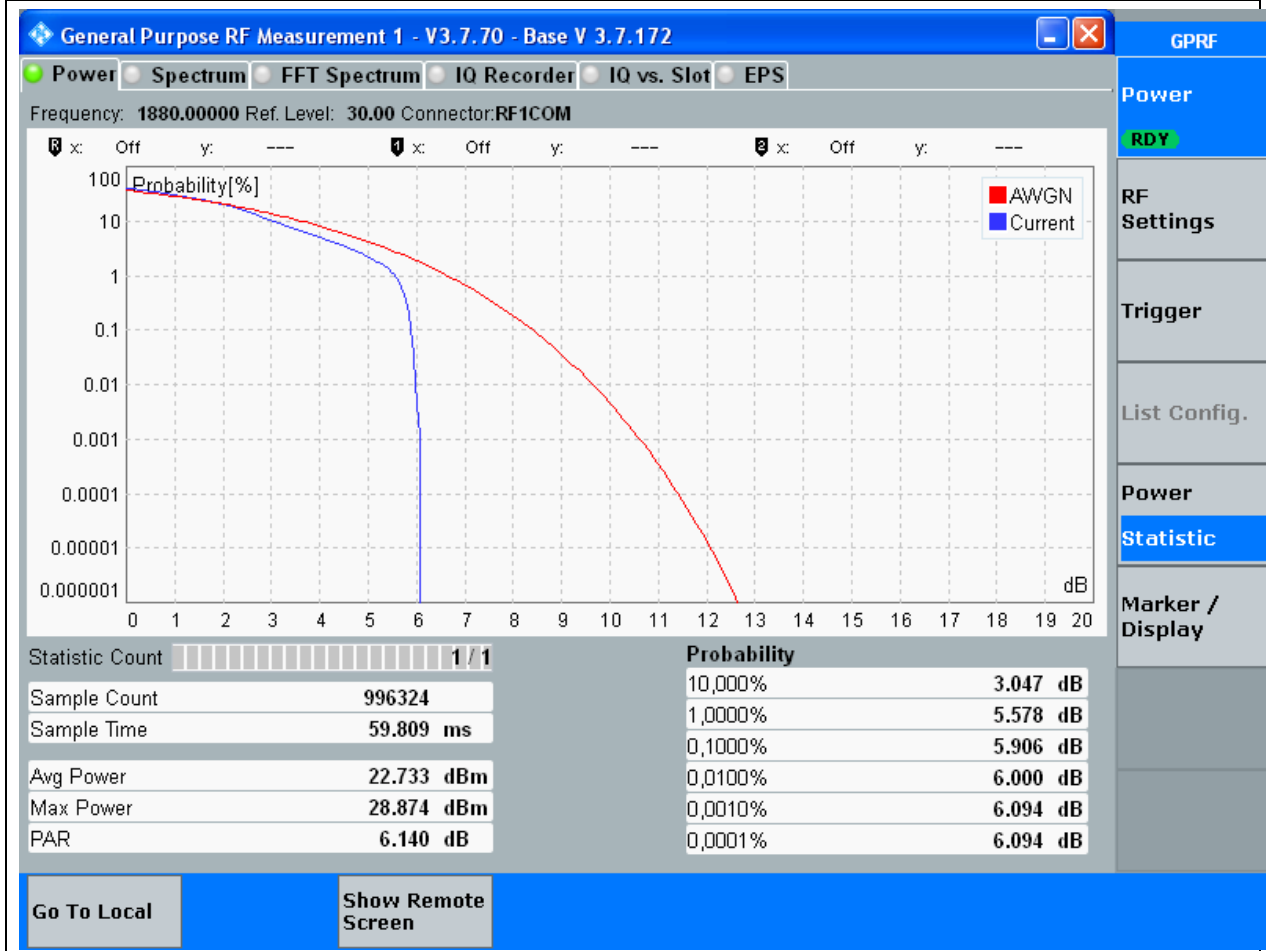 General Purpose RF Measurement 1 - V3.7.70 - Base V 3.7.172
GPRF
Power Spectrum FFT Spectrum IQ Recorder IQ vs. Slot EPS
Frequency: 1880.00000 Ref. Level: 30.00 Connector:RF1COM
R x: Off y: --- 1 x: Off y: --- 2 x: Off y: ---
Probability[%]
AWGN
Current
100
10
1
0.1
0.01
0.001
0.0001
0.00001
0.000001
dB
0 1 2 3 4 5 6 7 8 9 10 11 12 13 14 15 16 17 18 19 20
Statistic Count 1 / 1
Sample Count 996324
Sample Time 59.809 ms
Avg Power 22.733 dBm
Max Power 28.874 dBm
PAR 6.140 dB
Probability
10,000% 3.047 dB
1,0000% 5.578 dB
0,1000% 5.906 dB
0,0100% 6.000 dB
0,0010% 6.094 dB
0,0001% 6.094 dB
Power
RDY
RF
Settings
Trigger
List Config.
Power
Statistic
Marker /
Display
Go To Local
Show Remote
Screen